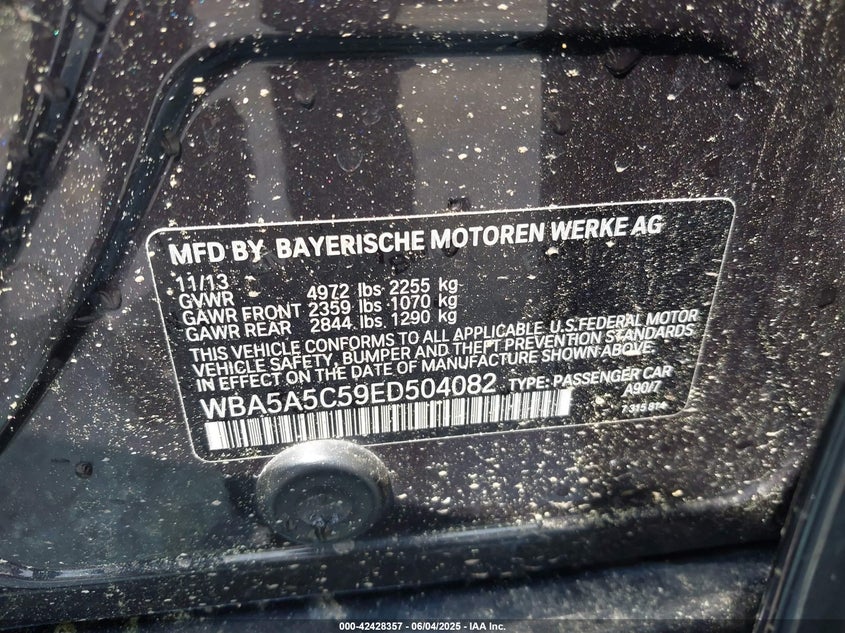 MFD BY BAYERISCHE MOTOREN WERKE AG
11/13
GVWR 4972 lbs 2255 kg
GAWR FRONT 2359 lbs 1070 kg
GAWR REAR 2844 lbs 1290 kg
THIS VEHICLE CONFORMS TO ALL APPLICABLE U.S. FEDERAL MOTOR
VEHICLE SAFETY, BUMPER AND THEFT PREVENTION STANDARDS
IN EFFECT ON THE DATE OF MANUFACTURE SHOWN ABOVE.
WBA5A5C59ED504082 TYPE: PASSENGER CAR
A90/7
7 315 814
000-42428357 - 06/04/2025 - IAA Inc.